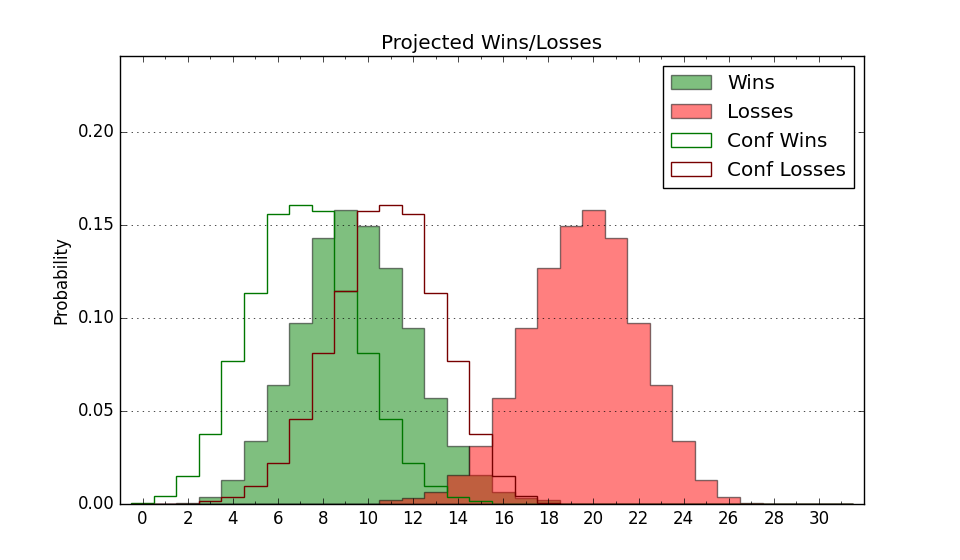 Projected Wins/Losses
Wins
Losses
Conf Wins
Conf Losses
Probability
0.20
0.15
0.10
0.05
0.00
0 2 4 6 8 10 12 14 16 18 20 22 24 26 28 30